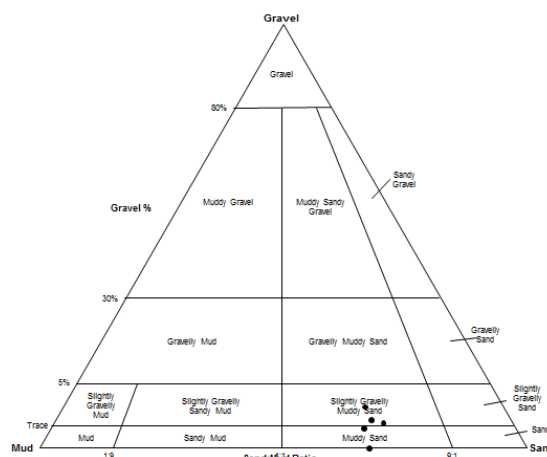 Gravel
Gravel
80%
Sandy
Gravel
Muddy Gravel
Muddy Sandy
Gravel
Gravel %
30%
Gravelly Mud
Gravelly Muddy Sand
Gravelly
Sand
5%
Slightly
Gravelly
Mud
Slightly Gravelly
Sandy Mud
Slightly Gravelly
Muddy Sand
Slightly
Gravelly
Sand
Trace
Mud
Mud
Sandy Mud
Muddy Sand
Sand
1:9
9:1